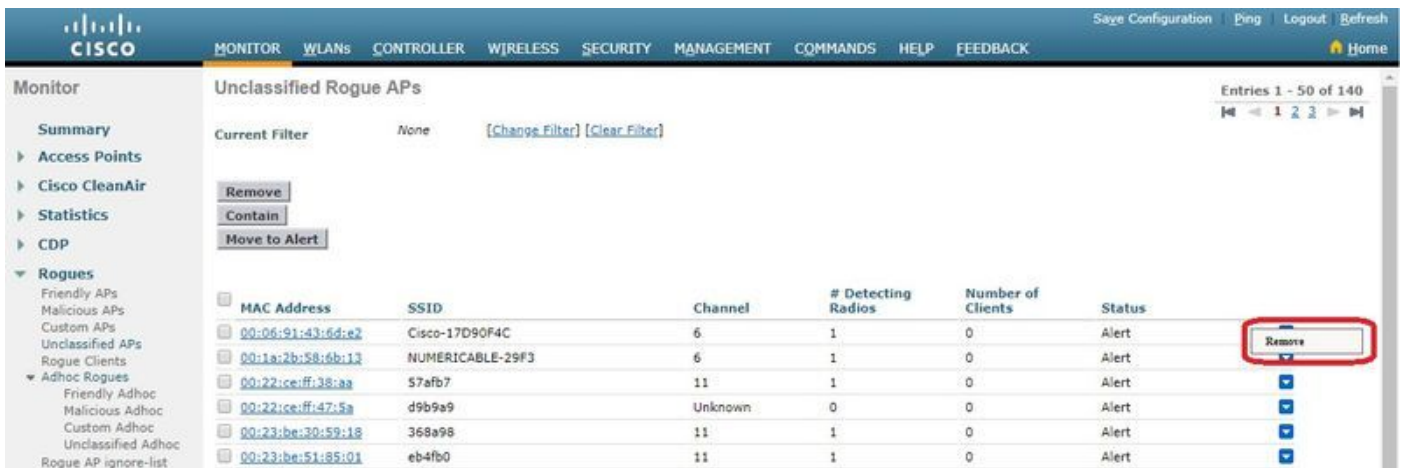 Save Configuration Ping Logout Refresh
CISCO MONITOR WLANs CONTROLLER WIRELESS SECURITY MANAGEMENT COMMANDS HELP FEEDBACK Home
Monitor
Summary
Access Points
Cisco CleanAir
Statistics
CDP
Rogues
Friendly APs
Malicious APs
Custom APs
Unclassified APs
Rogue Clients
Adhoc Rogues
Friendly Adhoc
Malicious Adhoc
Custom Adhoc
Unclassified Adhoc
Rogue AP ignore-list
Unclassified Rogue APs
Entries 1 - 50 of 140
1 2 3
Current Filter None [Change Filter] [Clear Filter]
Remove
Contain
Move to Alert
MAC Address SSID Channel # Detecting Radios Number of Clients Status
00:06:91:43:6d:e2 Cisco-17D90F4C 6 1 0 Alert
Remove
00:1a:2b:58:6b:13 NUMERICABLE-29F3 6 1 0 Alert
00:22:ce:ff:38:aa 57afb7 11 1 0 Alert
00:22:ce:ff:47:5a d9b9a9 Unknown 0 0 Alert
00:23:be:30:59:18 368a98 11 1 0 Alert
00:23:be:51:85:01 eb4fb0 11 1 0 Alert